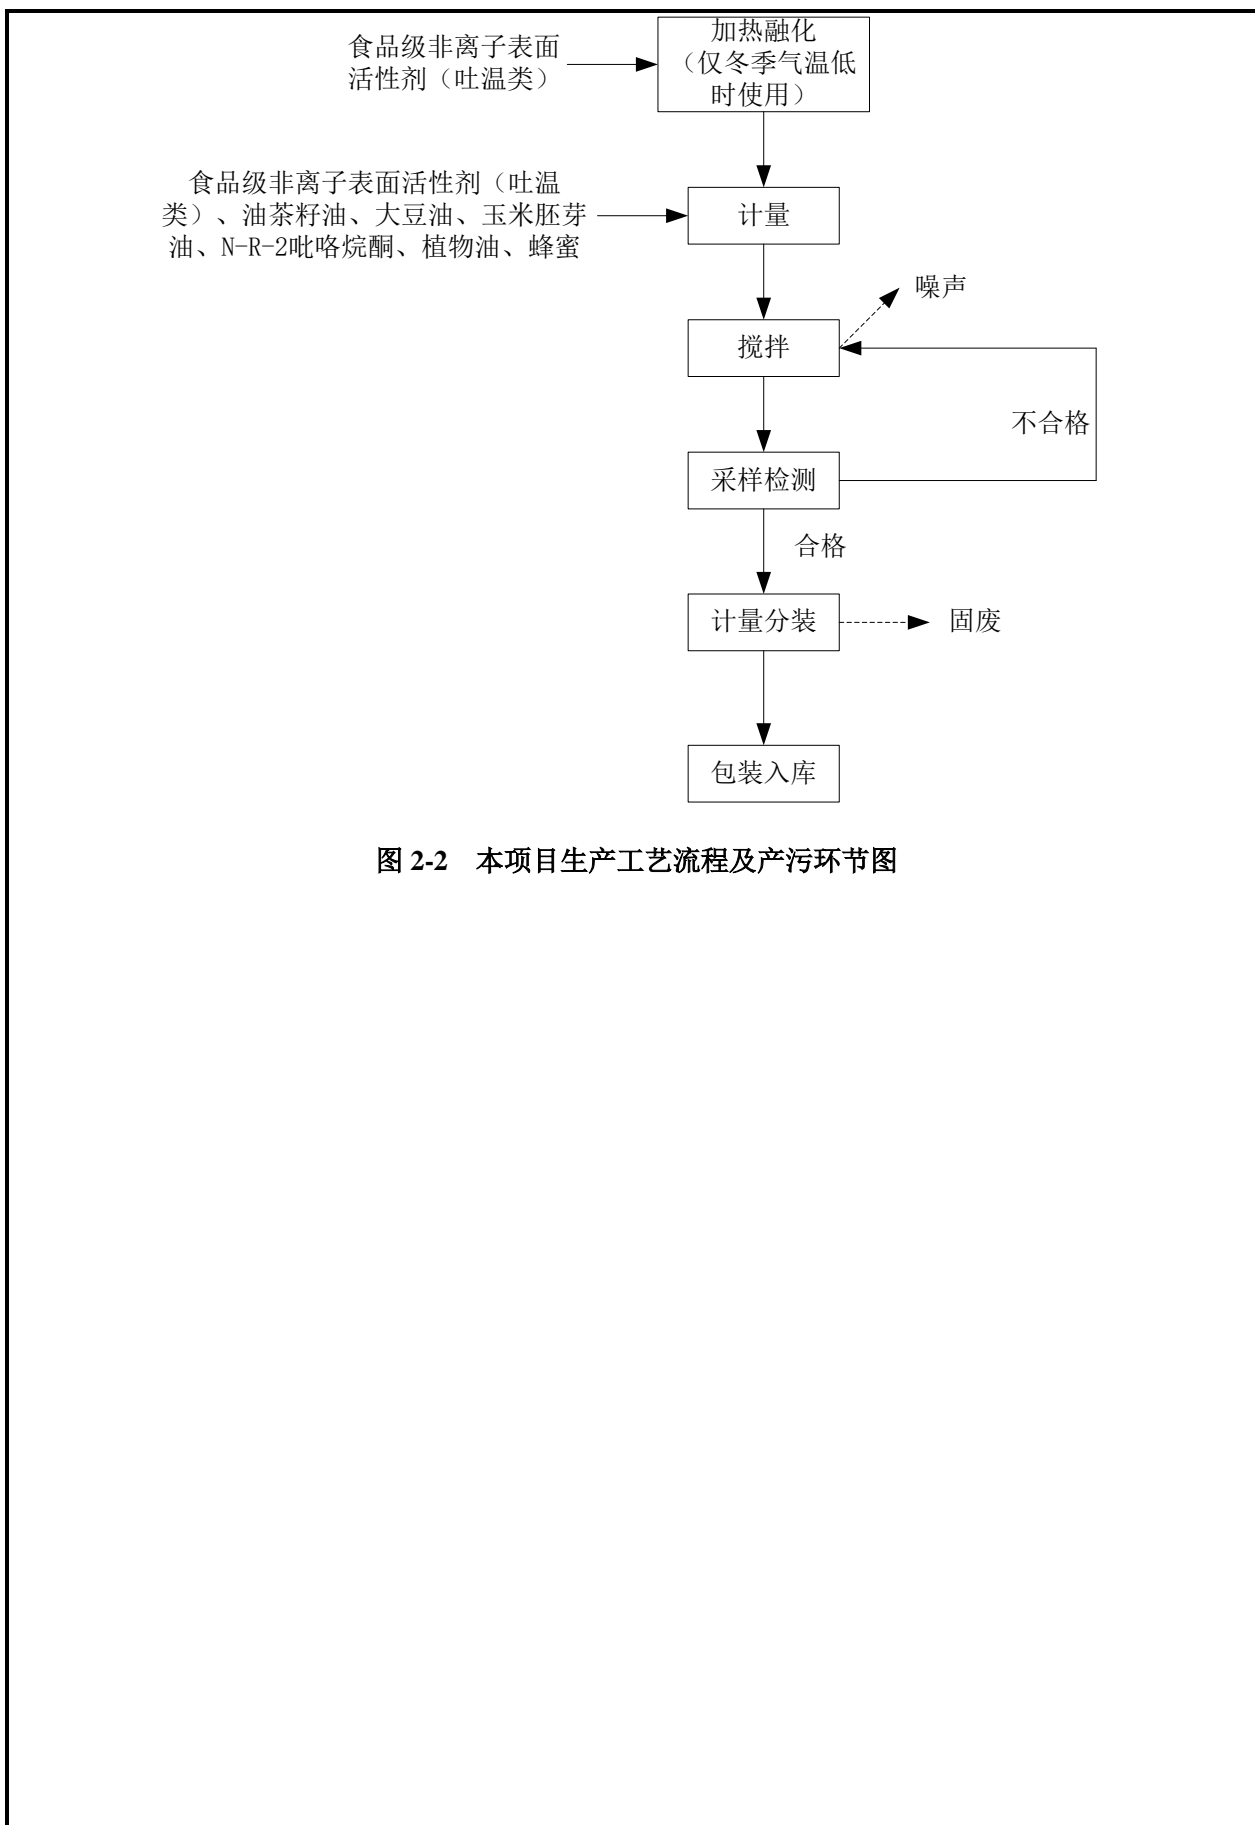 食品级非离子表面
活性剂（吐温类）
加热融化
（仅冬季气温低
时使用）
食品级非离子表面活性剂（吐温
类）、油茶籽油、大豆油、玉米胚芽
油、N-R-2吡咯烷酮、植物油、蜂蜜
计量
噪声
搅拌
不合格
采样检测
合格
计量分装
固废
包装入库
图 2-2　本项目生产工艺流程及产污环节图